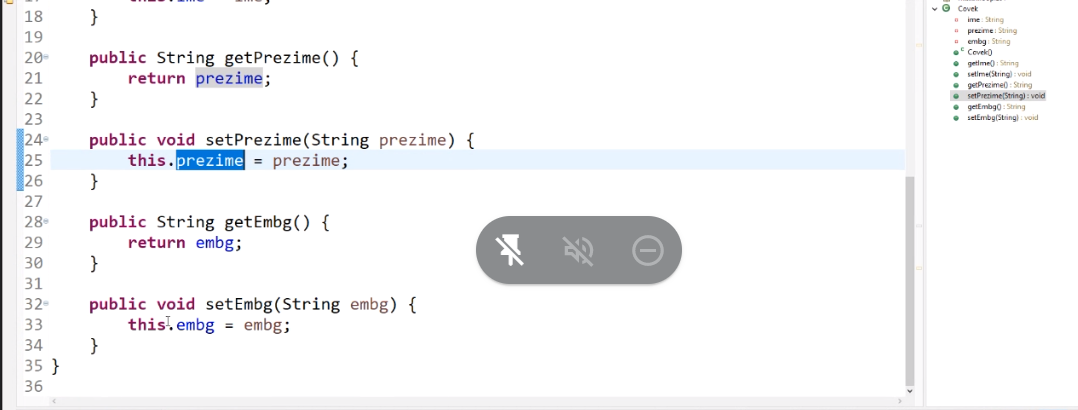 18 }
19
20 public String getPrezime() {
21 return prezime;
22 }
23
24 public void setPrezime(String prezime) {
25 this.prezime = prezime;
26 }
27
28 public String getEmbg() {
29 return embg;
30 }
31
32 public void setEmbg(String embg) {
33 this.embg = embg;
34 }
35 }
36
Covek
ime : String
prezime : String
embg : String
Covek()
getIme() : String
setIme(String) : void
getPrezime() : String
setPrezime(String) : void
getEmbg() : String
setEmbg(String) : void